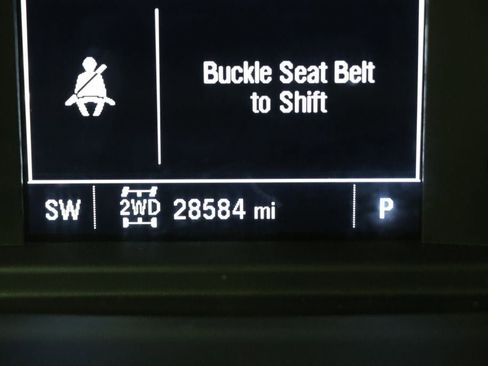 Buckle Seat Belt
to Shift
SW 2WD 28584 mi P